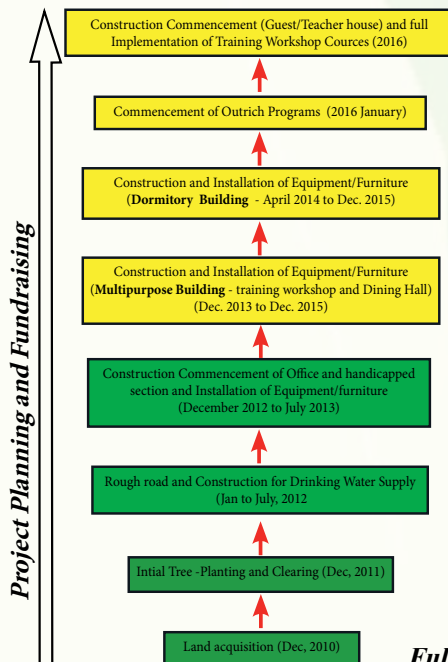 Construction Commencement (Guest/Teacher house) and full
Implementation of Training Workshop Cources (2016)
Commencement of Outrich Programs (2016 January)
Construction and Installation of Equipment/Furniture
(Dormitory Building - April 2014 to Dec. 2015)
Construction and Installation of Equipment/Furniture
(Multipurpose Building - training workshop and Dining Hall)
(Dec. 2013 to Dec. 2015)
Construction Commencement of Office and handicapped
section and Installation of Equipment/furniture
(December 2012 to July 2013)
Rough road and Construction for Drinking Water Supply
(Jan to July, 2012
Intial Tree -Planting and Clearing (Dec, 2011)
Land acquisition (Dec, 2010)
Project Planning and Fundraising
Ful